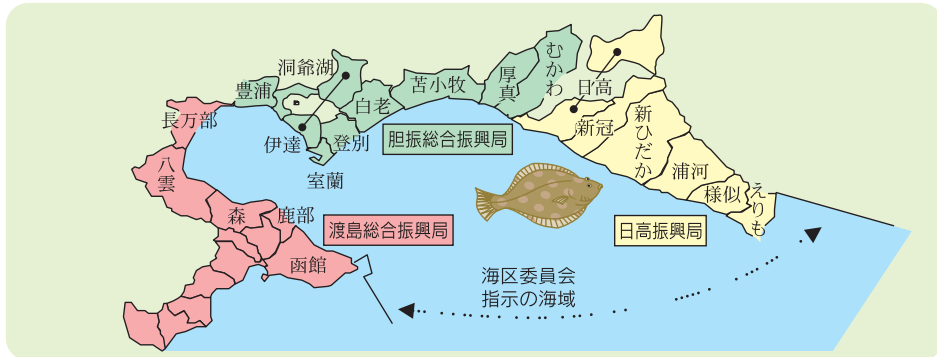 洞爺湖
豊浦
伊達
登別
室蘭
白老
苫小牧
厚真
むかわ
日高
新冠
新ひだか
浦河
様似
えりも
長万部
八雲
森
鹿部
函館
胆振総合振興局
渡島総合振興局
日高振興局
海区委員会
指示の海域